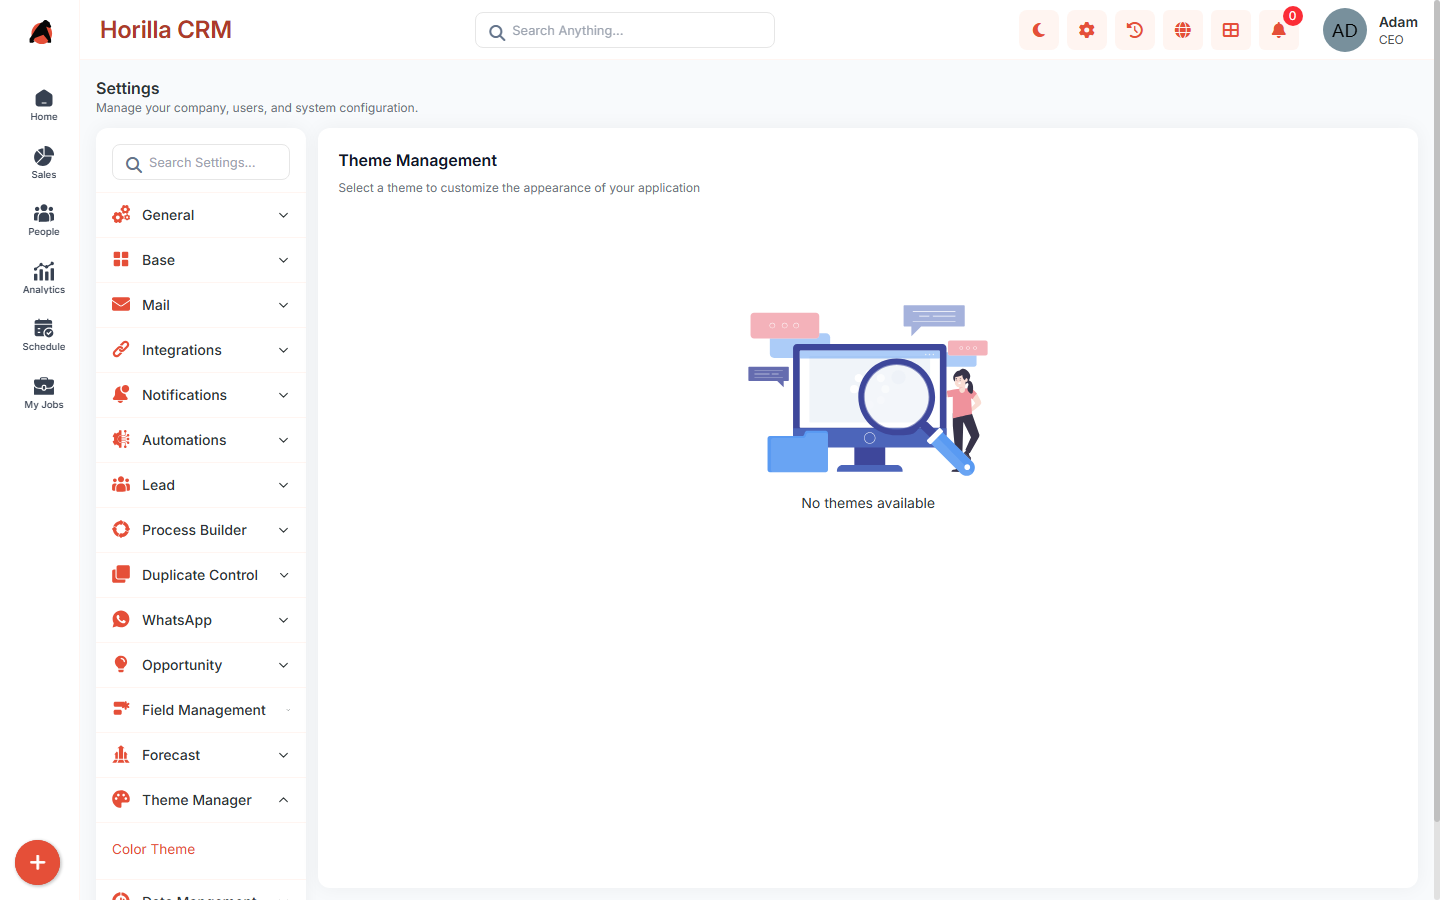 Horilla CRM
Search Anything...
0
AD
Adam
CEO
Home
Sales
People
Analytics
Schedule
My Jobs
Settings
Manage your company, users, and system configuration.
Search Settings...
General
Base
Mail
Integrations
Notifications
Automations
Lead
Process Builder
Duplicate Control
WhatsApp
Opportunity
Field Management
Forecast
Theme Manager
Color Theme
Theme Management
Select a theme to customize the appearance of your application
No themes available